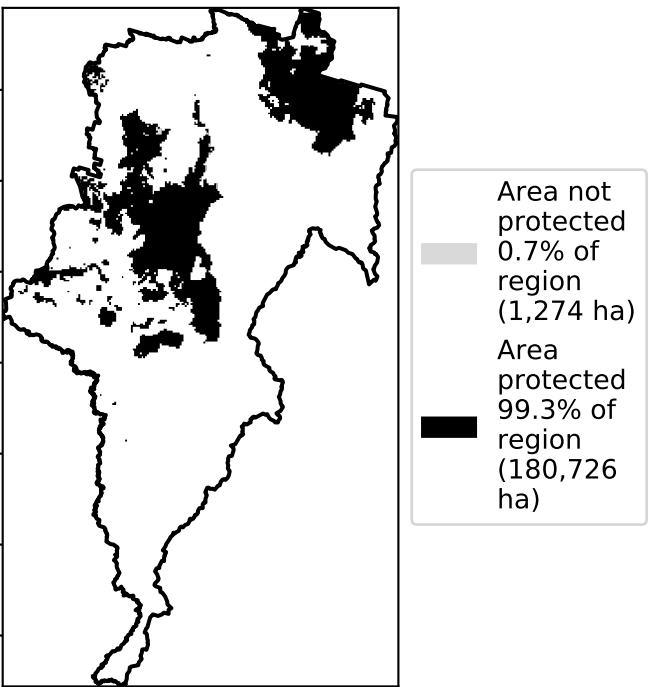 Area not
protected
0.7% of
region
(1,274 ha)
Area
protected
99.3% of
region
(180,726
ha)